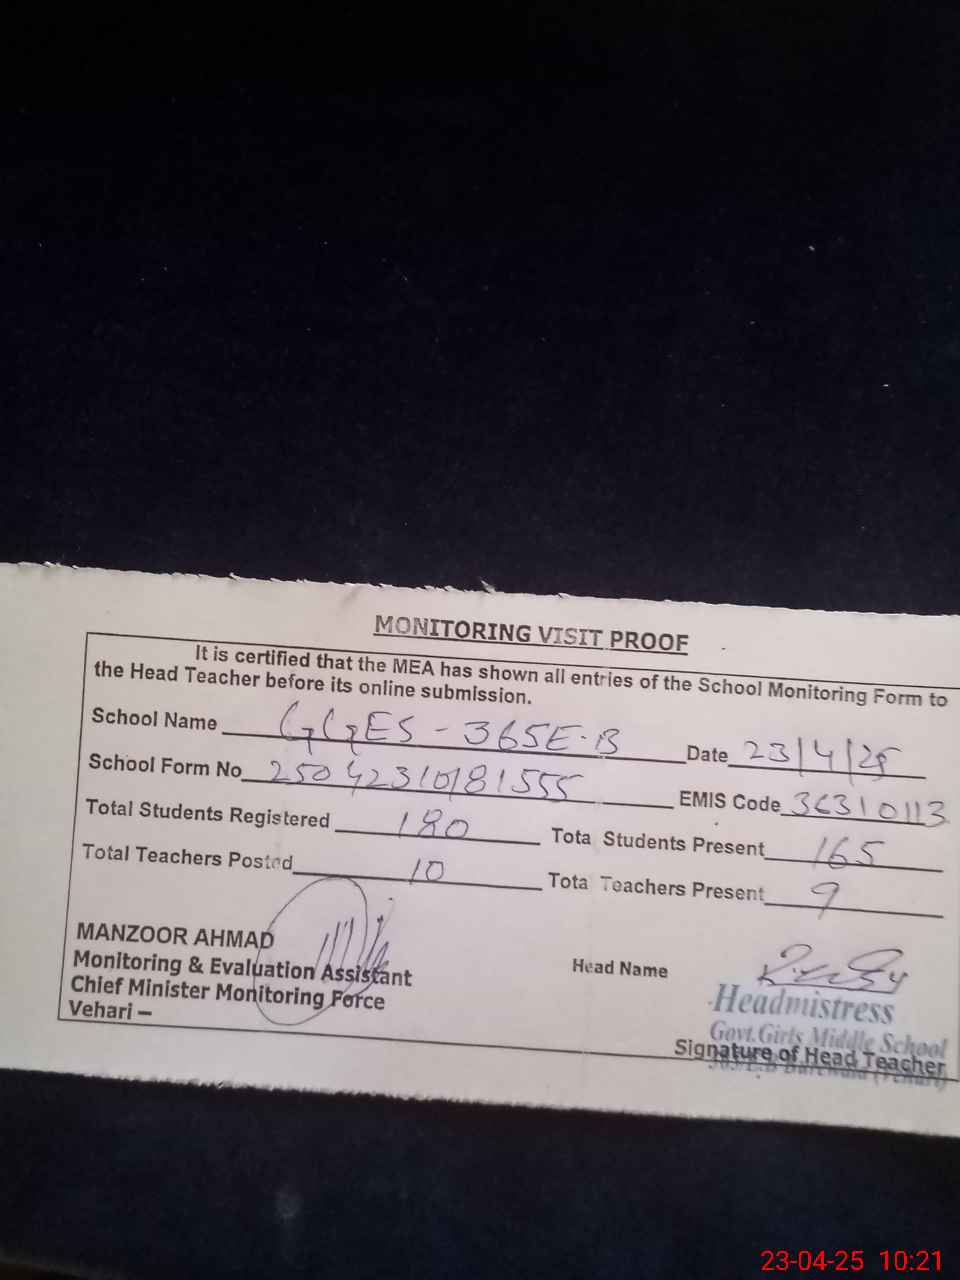 MONITORING VISIT PROOF
It is certified that the MEA has shown all entries of the School Monitoring Form to
the Head Teacher before its online submission.
School Name GGES - 365E.B Date 23/4/25
School Form No 25042310181555 EMIS Code 36310113
Total Students Registered 180 Tota Students Present 165
Total Teachers Posted 10 Tota Teachers Present 9
MANZOOR AHMAD
Monitoring & Evaluation Assistant
Chief Minister Monitoring Force
Vehari –
Head Name
Headmistress
Govt.Girls Middle School
Signature of Head Teacher
365/E.B Burewala (Vehari)
23-04-25 10:21